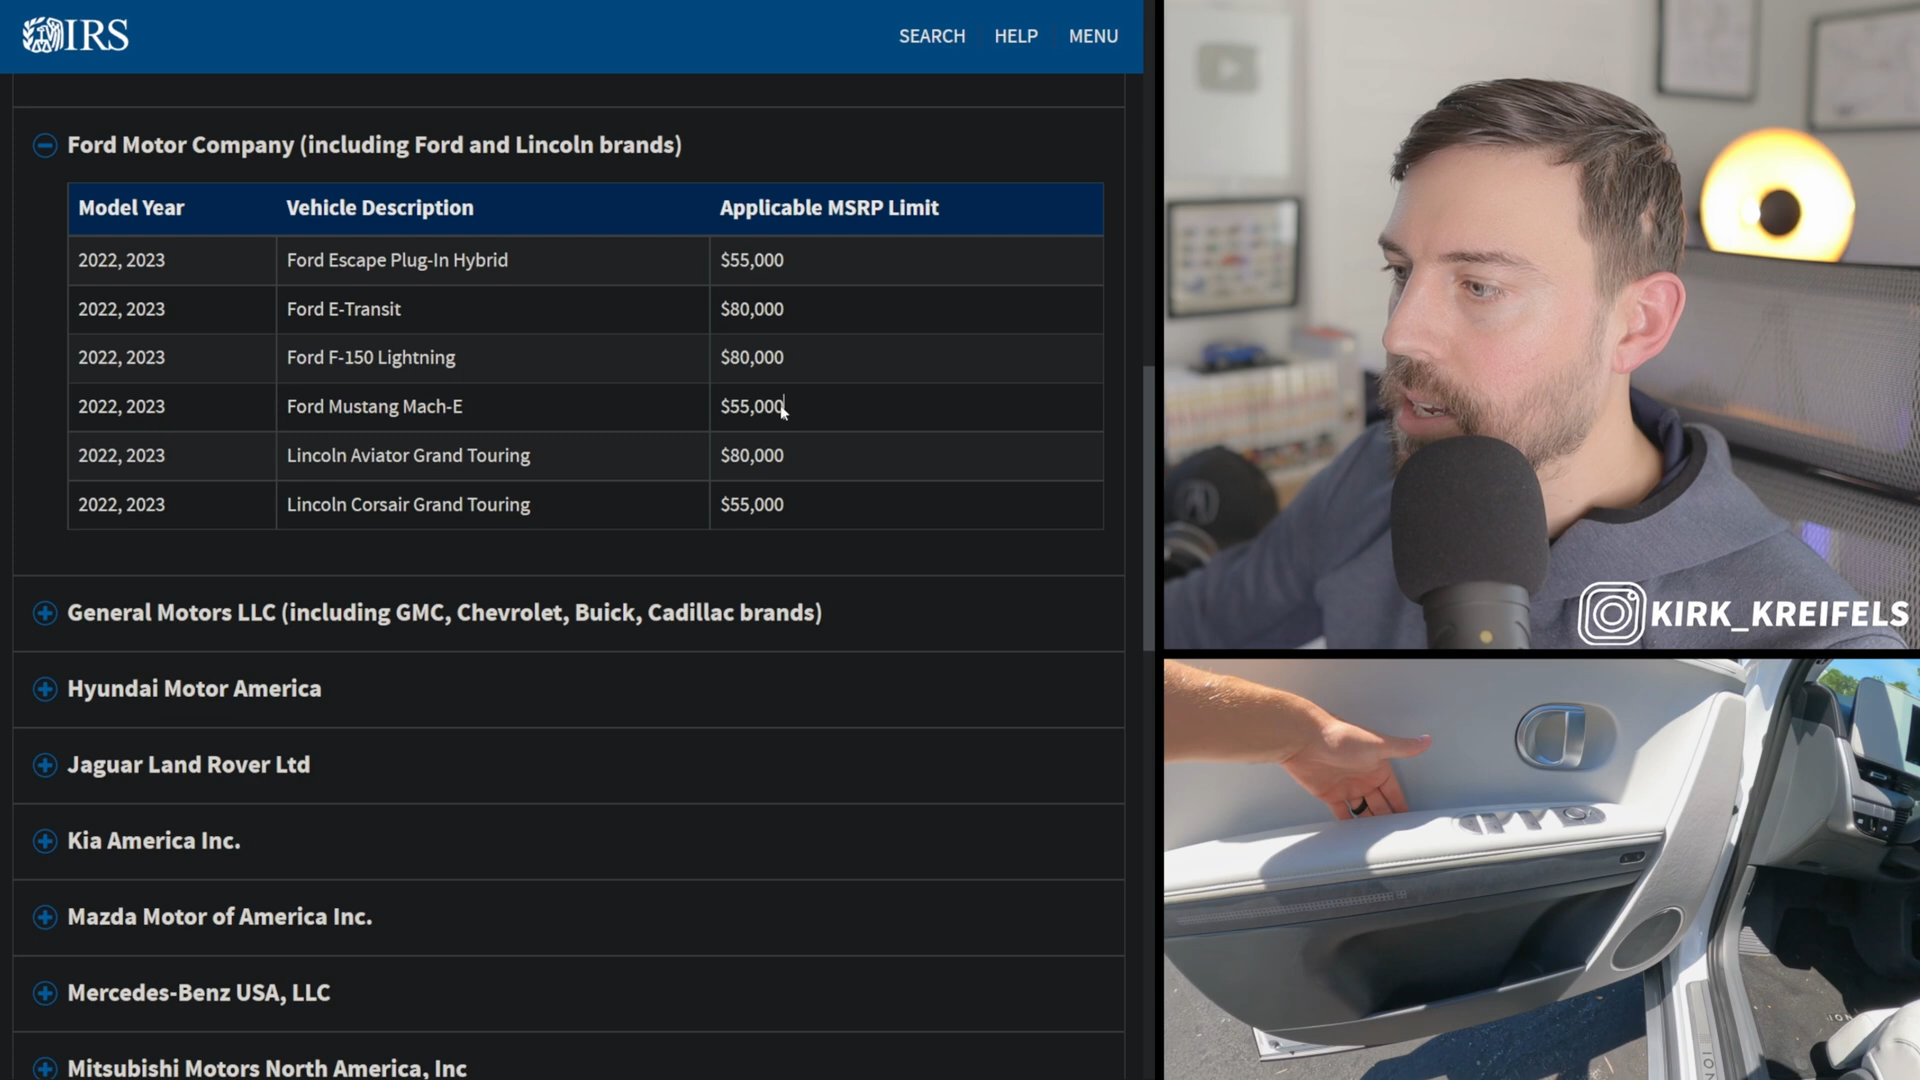 IRS
SEARCH HELP MENU
Ford Motor Company (including Ford and Lincoln brands)
Model Year Vehicle Description Applicable MSRP Limit
2022, 2023 Ford Escape Plug-In Hybrid $55,000
2022, 2023 Ford E-Transit $80,000
2022, 2023 Ford F-150 Lightning $80,000
2022, 2023 Ford Mustang Mach-E $55,000
2022, 2023 Lincoln Aviator Grand Touring $80,000
2022, 2023 Lincoln Corsair Grand Touring $55,000
General Motors LLC (including GMC, Chevrolet, Buick, Cadillac brands)
Hyundai Motor America
Jaguar Land Rover Ltd
Kia America Inc.
Mazda Motor of America Inc.
Mercedes-Benz USA, LLC
Mitsubishi Motors North America, Inc
KIRK_KREIFELS